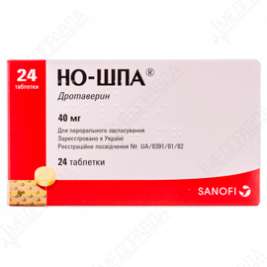 24
таблетки
НО-ШПА®
Дротаверин
40 мг
Для перорального застосування
Зареєстровано в Україні
Реєстраційне посвідчення № UA/0391/01/02
24 таблетки
SANOFI